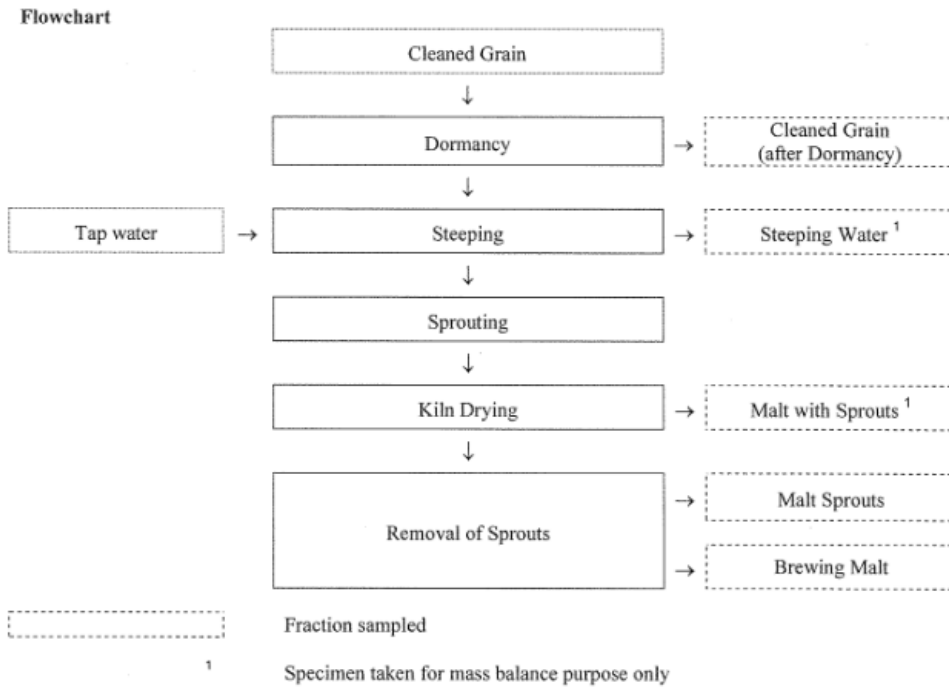 Flowchart
Cleaned Grain
↓
Dormancy → Cleaned Grain
(after Dormancy)
↓
Tap water → Steeping → Steeping Water ¹
↓
Sprouting
↓
Kiln Drying → Malt with Sprouts ¹
↓
Removal of Sprouts → Malt Sprouts
→ Brewing Malt
Fraction sampled
¹ Specimen taken for mass balance purpose only